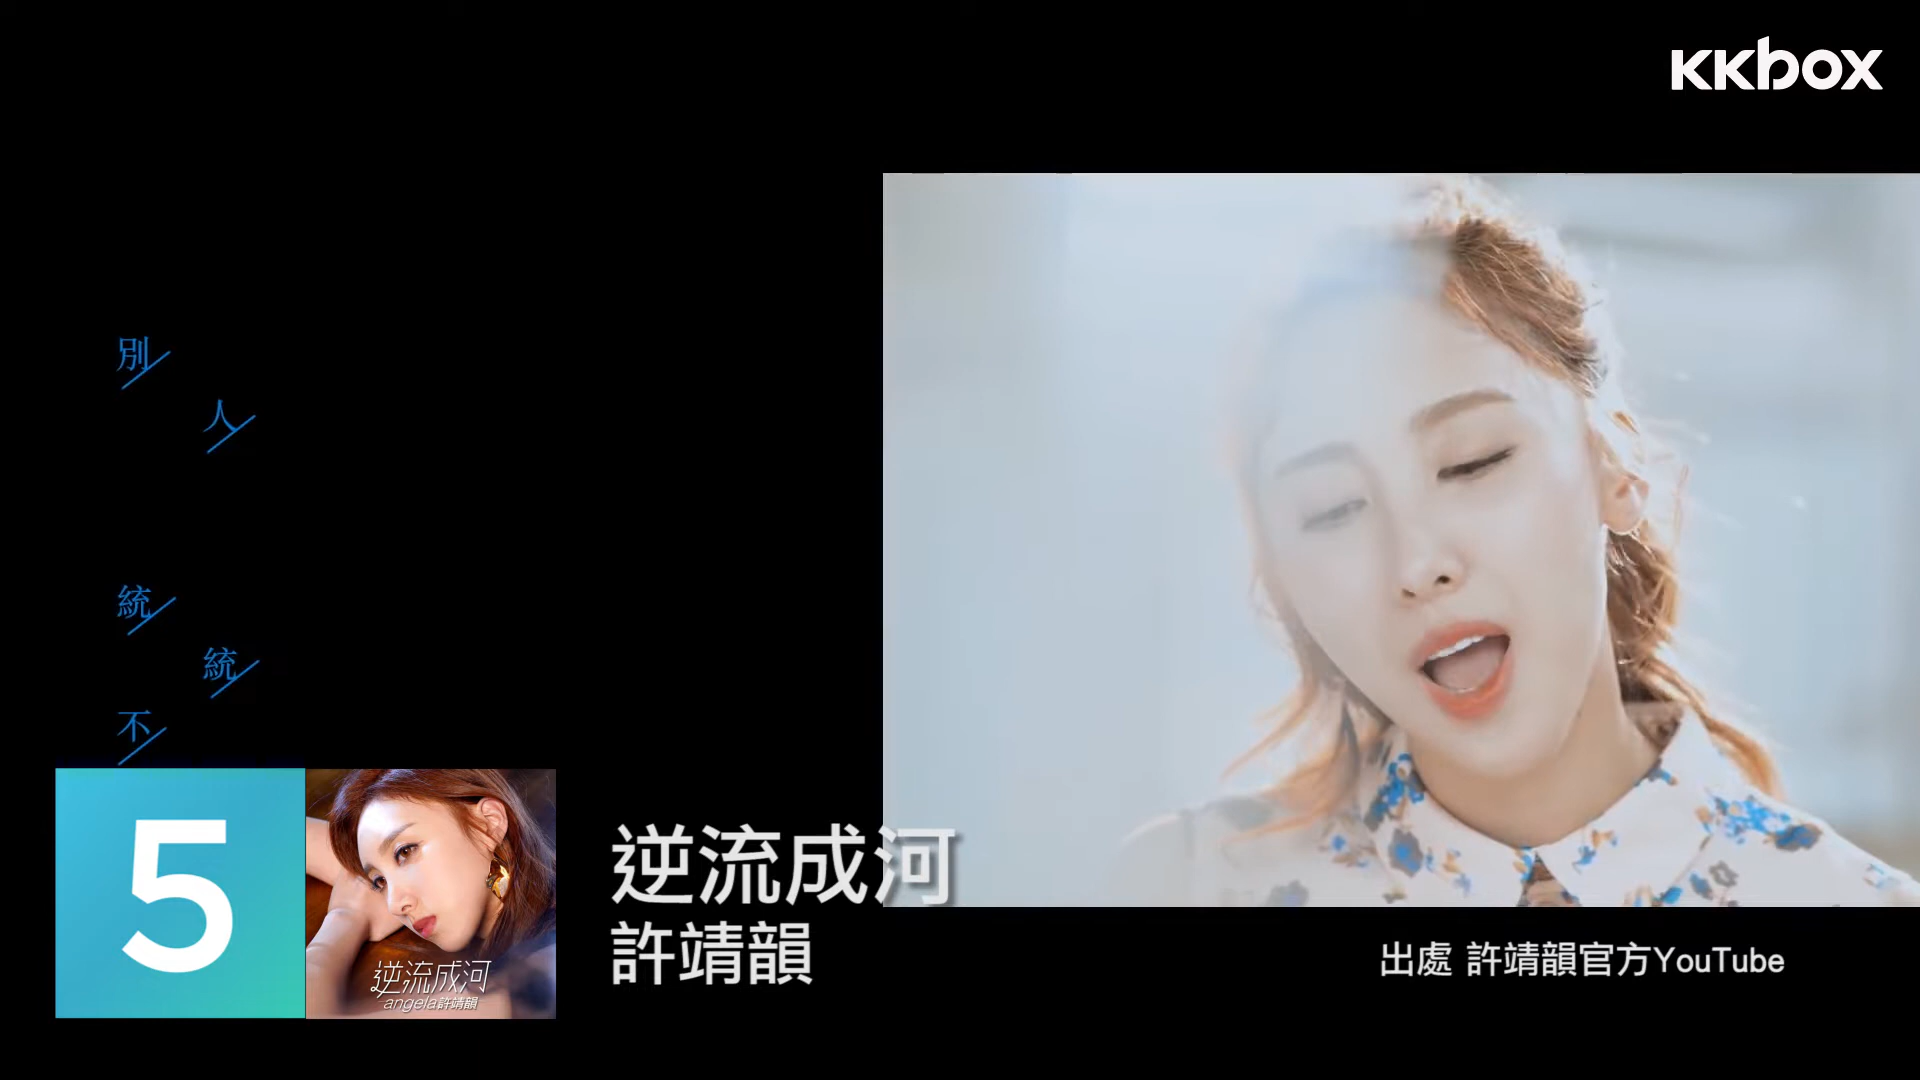 KKbox
別
人
統
統
不
5
逆流成河
angela許靖韻
逆流成河
許靖韻
出處 許靖韻官方YouTube